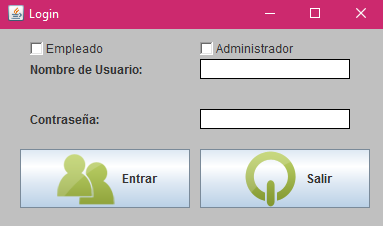 Login
Empleado Administrador
Nombre de Usuario:
Contraseña:
Entrar Salir